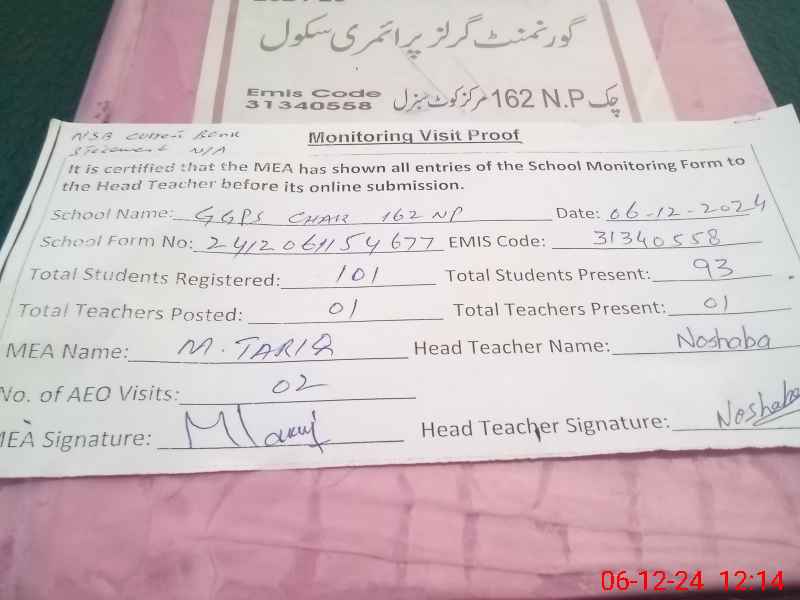 گورنمنٹ گرلز پرائمری سکول
Emis Code
31340558
چک 162 N.P مرکز کوٹ سبزل
NSB Current Bank
Statement N/A
Monitoring Visit Proof
It is certified that the MEA has shown all entries of the School Monitoring Form to
the Head Teacher before its online submission.
School Name: GGPS CHAK 162 NP Date: 06-12-2024
School Form No: 2412061154677 EMIS Code: 31340558
Total Students Registered: 101 Total Students Present: 93
Total Teachers Posted: 01 Total Teachers Present: 01
MEA Name: M. TARIQ Head Teacher Name: Noshaba
No. of AEO Visits: 02
MEA Signature: Head Teacher Signature: Noshaba
06-12-24 12:14